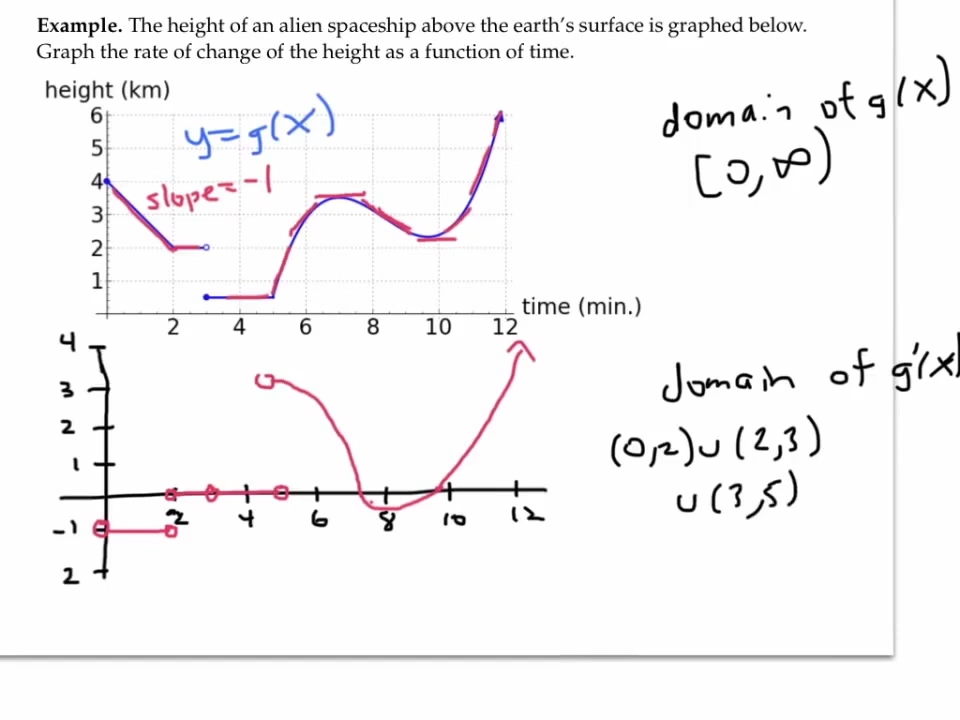 Example. The height of an alien spaceship above the earth’s surface is graphed below.
Graph the rate of change of the height as a function of time.
height (km)
6
5
4
3
2
1
y=g(x)
slope=-1
2 4 6 8 10 12
time (min.)
domain of g(x)
[0,∞)
4
3
2
1
-1
2
2 4 6 8 10 12
domain of g'(x)
(0,2)∪(2,3)
∪(3,5)